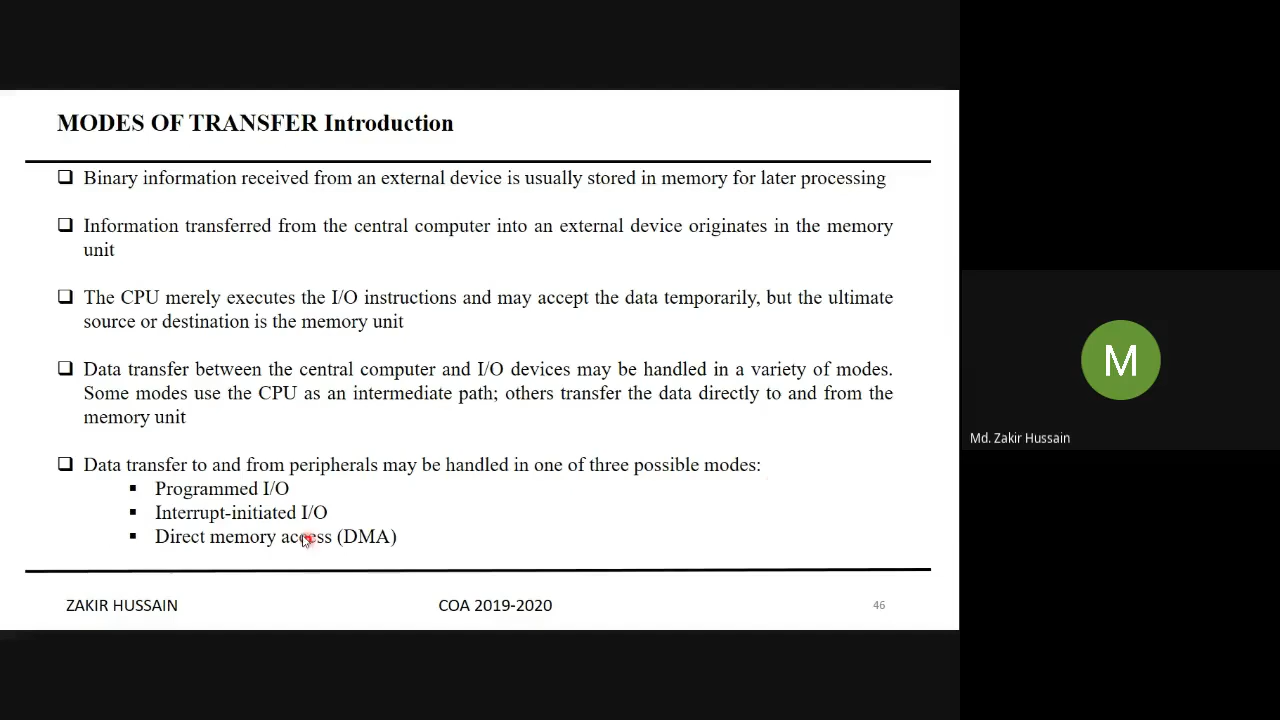 MODES OF TRANSFER Introduction
❑ Binary information received from an external device is usually stored in memory for later processing
❑ Information transferred from the central computer into an external device originates in the memory
unit
❑ The CPU merely executes the I/O instructions and may accept the data temporarily, but the ultimate
source or destination is the memory unit
❑ Data transfer between the central computer and I/O devices may be handled in a variety of modes.
Some modes use the CPU as an intermediate path; others transfer the data directly to and from the
memory unit
❑ Data transfer to and from peripherals may be handled in one of three possible modes:
▪ Programmed I/O
▪ Interrupt-initiated I/O
▪ Direct memory access (DMA)
ZAKIR HUSSAIN COA 2019-2020 46
M
Md. Zakir Hussain